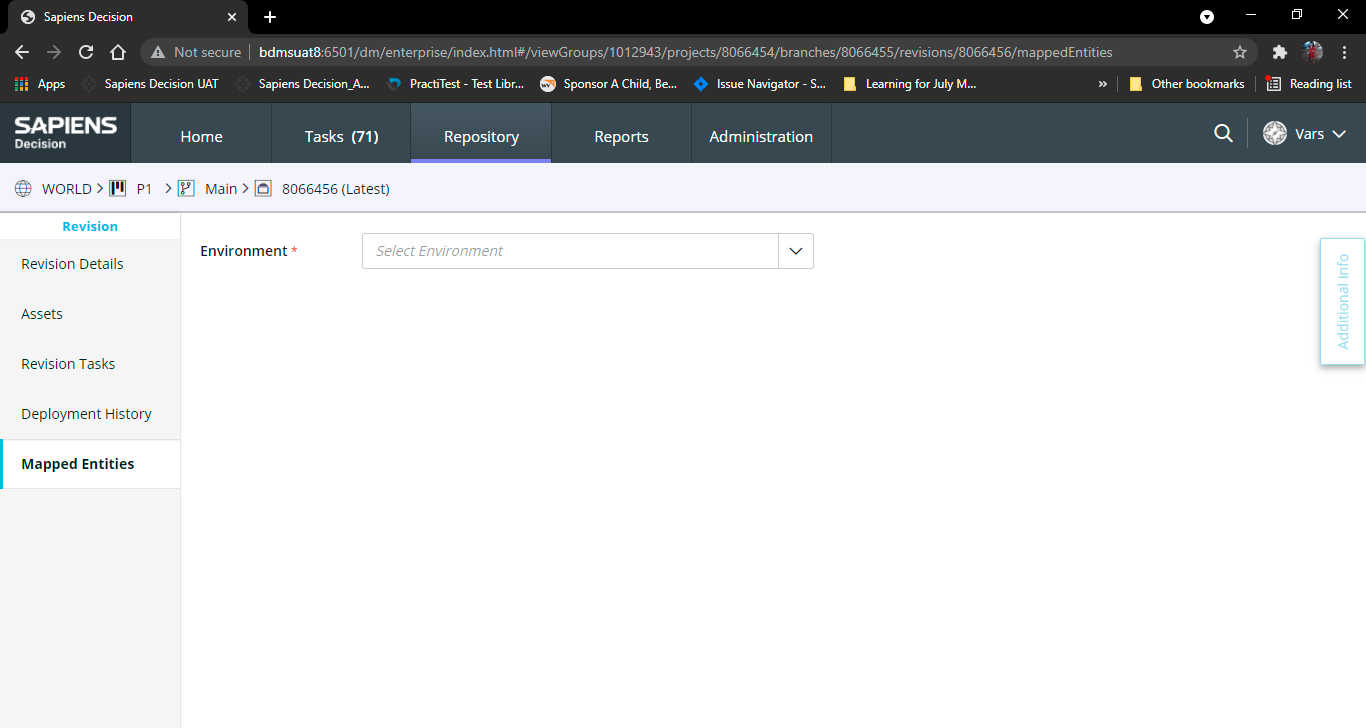 Sapiens Decision
Not secure bdmsuat8:6501/dm/enterprise/index.html#/viewGroups/1012943/projects/8066454/branches/8066455/revisions/8066456/mappedEntities
Apps Sapiens Decision UAT Sapiens Decision_A... PractiTest - Test Libr... Sponsor A Child, Be... Issue Navigator - S... Learning for July M... » Other bookmarks Reading list
SAPIENS
Decision
Home Tasks (71) Repository Reports Administration Vars
WORLD P1 Main 8066456 (Latest)
Revision
Revision Details
Assets
Revision Tasks
Deployment History
Mapped Entities
Environment *
Select Environment
Additional Info